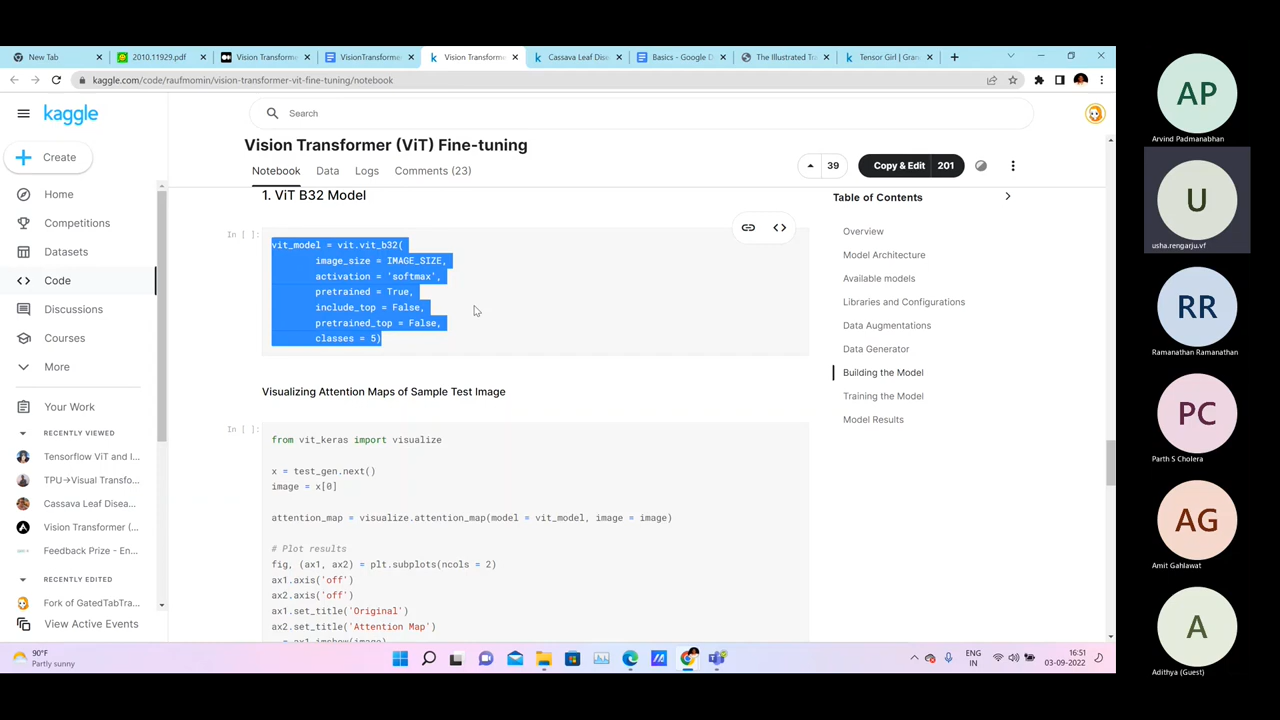 New Tab
2010.11929.pdf
Vision Transform
VisionTransforme
Vision Transforme
Cassava Leaf Dise
Basics - Google D
The Illustrated Tra
Tensor Girl | Gran
kaggle.com/code/raufmomin/vision-transformer-vit-fine-tuning/notebook
kaggle
Search
Create
Home
Competitions
Datasets
Code
Discussions
Courses
More
Your Work
RECENTLY VIEWED
Tensorflow ViT and I...
TPU→Visual Transfo...
Cassava Leaf Disea...
Vision Transformer (...
Feedback Prize - En...
RECENTLY EDITED
Fork of GatedTabTra...
View Active Events
Vision Transformer (ViT) Fine-tuning
39
Copy & Edit
201
Notebook
Data
Logs
Comments (23)
1. ViT B32 Model
In [ ]:
vit_model = vit.vit_b32(
image_size = IMAGE_SIZE,
activation = 'softmax',
pretrained = True,
include_top = False,
pretrained_top = False,
classes = 5)
Visualizing Attention Maps of Sample Test Image
In [ ]:
from vit_keras import visualize
x = test_gen.next()
image = x[0]
attention_map = visualize.attention_map(model = vit_model, image = image)
# Plot results
fig, (ax1, ax2) = plt.subplots(ncols = 2)
ax1.axis('off')
ax2.axis('off')
ax1.set_title('Original')
ax2.set_title('Attention Map')
_ = ax1.imshow(image)
Table of Contents
Overview
Model Architecture
Available models
Libraries and Configurations
Data Augmentations
Data Generator
Building the Model
Training the Model
Model Results
90°F
Partly sunny
ENG
IN
16:51
03-09-2022
AP
Arvind Padmanabhan
U
usha.rengarju.vf
RR
Ramanathan Ramanathan
PC
Parth S Cholera
AG
Amit Gahlawat
A
Adithya (Guest)